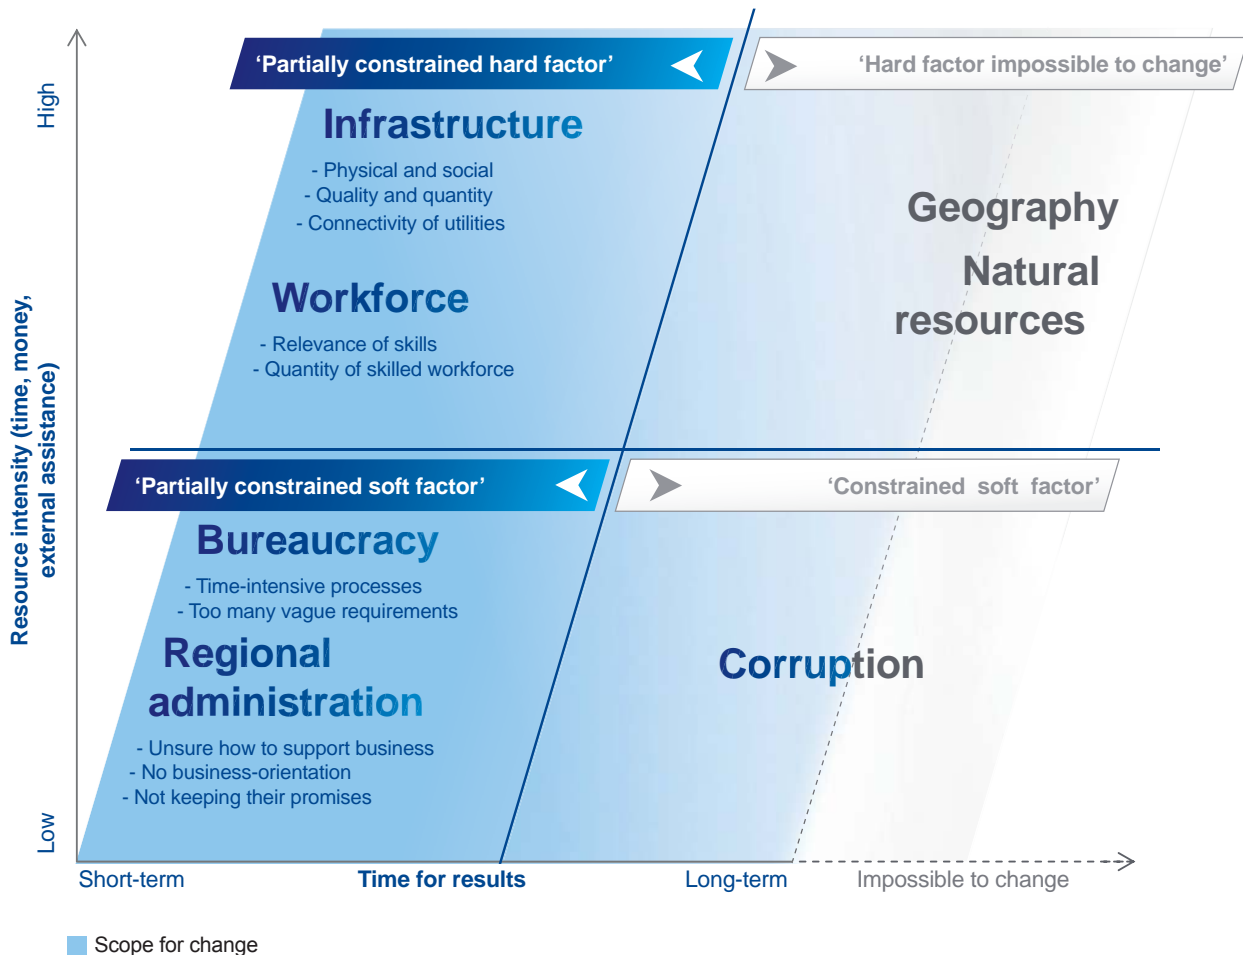 ‘Partially constrained hard factor’
‘Hard factor impossible to change’
High
Infrastructure
- Physical and social
- Quality and quantity
- Connectivity of utilities
Geography
Natural
resources
Workforce
- Relevance of skills
- Quantity of skilled workforce
Resource intensity (time, money,
external assistance)
‘Partially constrained soft factor’
‘Constrained soft factor’
Bureaucracy
- Time-intensive processes
- Too many vague requirements
Regional
administration
- Unsure how to support business
- No business-orientation
- Not keeping their promises
Corruption
Low
Short-term
Time for results
Long-term
Impossible to change
Scope for change